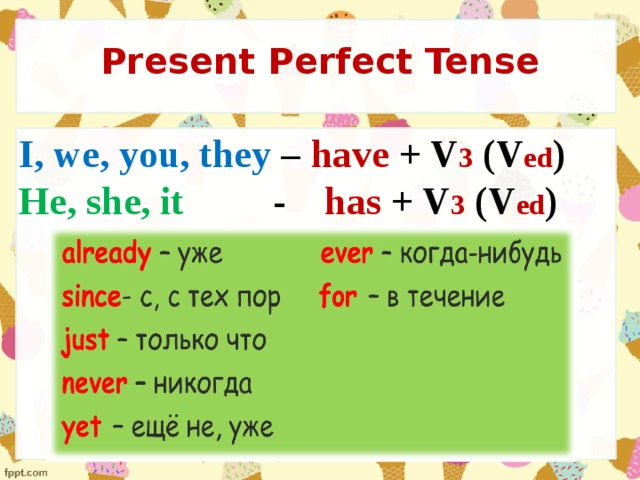 Present Perfect Tense
I, we, you, they – have + V3 (Ved)
He, she, it - has + V3 (Ved)
already – уже ever – когда-нибудь
since- с, с тех пор for – в течение
just – только что
never – никогда
yet – ещё не, уже
fppt.com